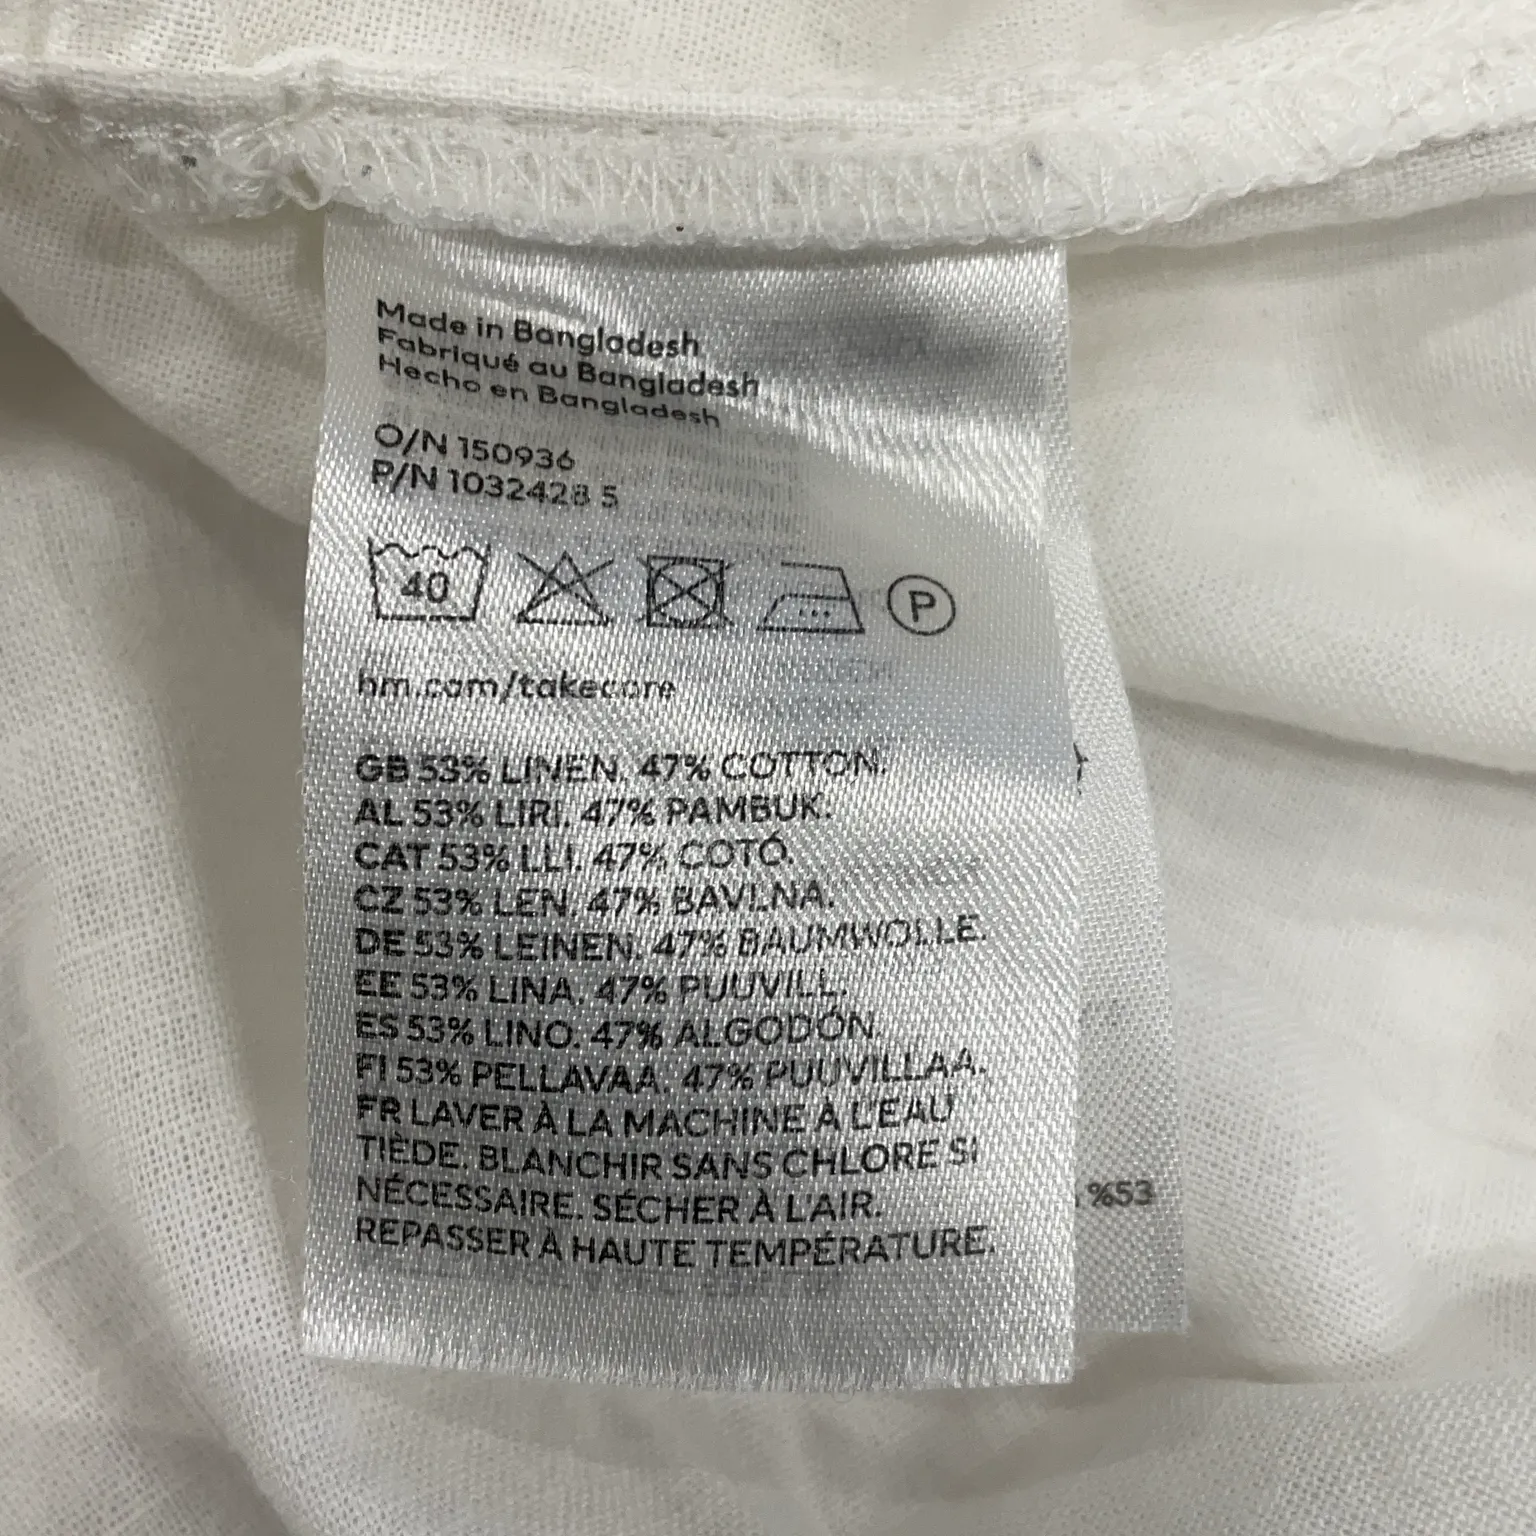 Made in Bangladesh
Fabriqué au Bangladesh
Hecho en Bangladesh
O/N 150936
P/N 1032428 5
40
P
hm.com/takecare
GB 53% LINEN. 47% COTTON.
AL 53% LIRI. 47% PAMBUK.
CAT 53% LLI. 47% COTÓ.
CZ 53% LEN. 47% BAVLNA.
DE 53% LEINEN. 47% BAUMWOLLE.
EE 53% LINA. 47% PUUVILL.
ES 53% LINO. 47% ALGODÓN.
FI 53% PELLAVAA. 47% PUUVILLAA.
FR LAVER À LA MACHINE À L'EAU
TIÈDE. BLANCHIR SANS CHLORE SI
NÉCESSAIRE. SÉCHER À L'AIR.
REPASSER À HAUTE TEMPÉRATURE.
%53